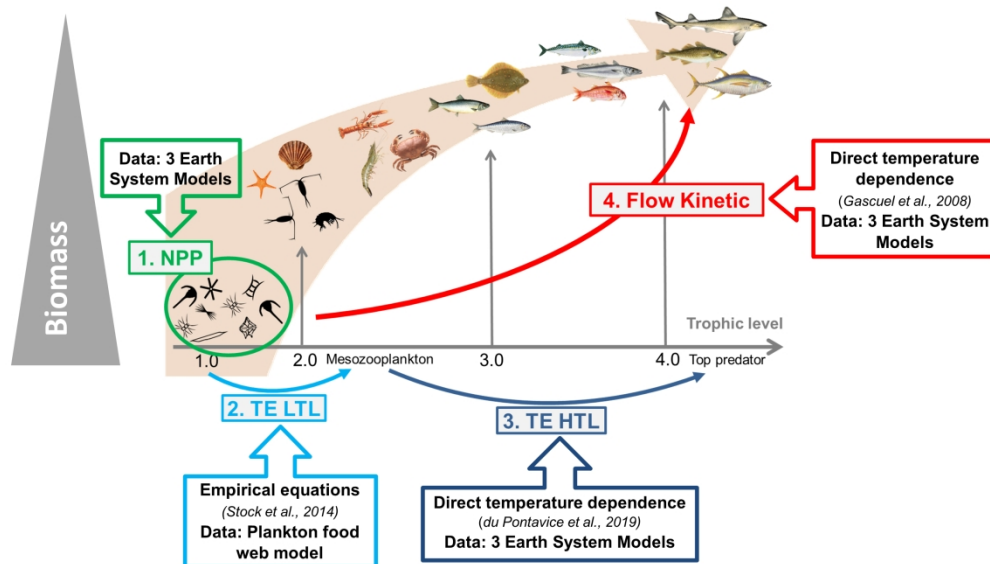 Biomass
Data: 3 Earth
System Models
1. NPP
4. Flow Kinetic
Direct temperature
dependence
(Gascuel et al., 2008)
Data: 3 Earth System
Models
Trophic level
1.0
2.0
Mesozooplankton
3.0
4.0
Top predator
2. TE LTL
3. TE HTL
Empirical equations
(Stock et al., 2014)
Data: Plankton food
web model
Direct temperature dependence
(du Pontavice et al., 2019)
Data: 3 Earth System Models